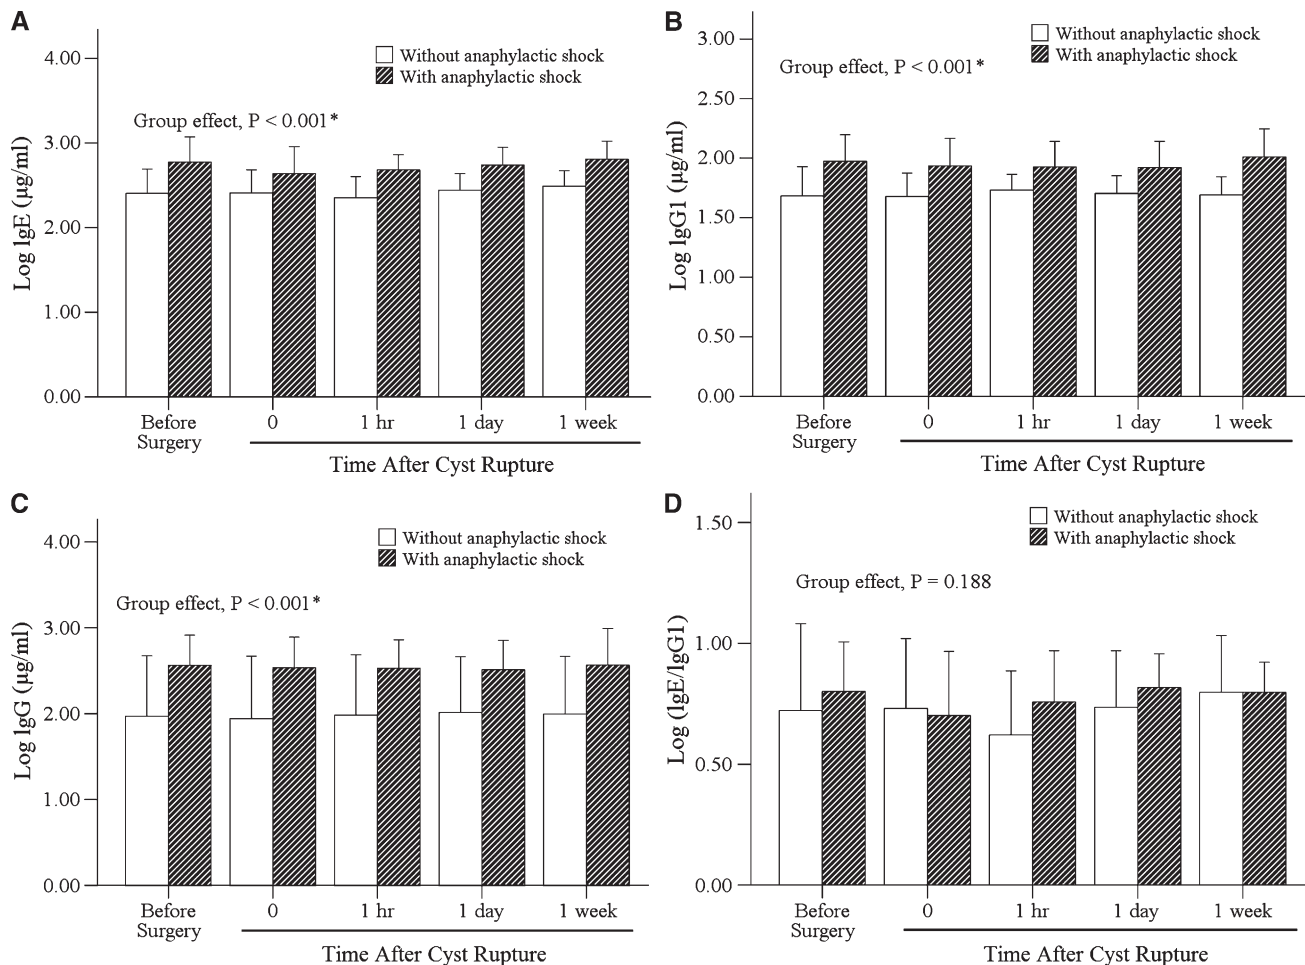 A
4.00
3.00
2.00
1.00
0.00
Log IgE (µg/ml)
Without anaphylactic shock
With anaphylactic shock
Group effect, P < 0.001*
Before
Surgery
0
1 hr
1 day
1 week
Time After Cyst Rupture
B
3.00
2.50
2.00
1.50
1.00
0.50
0.00
Log IgG1 (µg/ml)
Without anaphylactic shock
With anaphylactic shock
Group effect, P < 0.001*
Before
Surgery
0
1 hr
1 day
1 week
Time After Cyst Rupture
C
4.00
3.00
2.00
1.00
0.00
Log IgG (µg/ml)
Without anaphylactic shock
With anaphylactic shock
Group effect, P < 0.001*
Before
Surgery
0
1 hr
1 day
1 week
Time After Cyst Rupture
D
1.50
1.00
0.50
0.00
Log (IgE/IgG1)
Without anaphylactic shock
With anaphylactic shock
Group effect, P = 0.188
Before
Surgery
0
1 hr
1 day
1 week
Time After Cyst Rupture